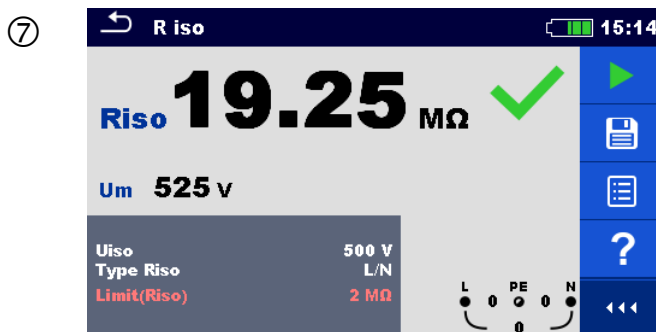 ⑦
R iso 15:14
Riso 19.25 MΩ
Um 525 V
Uiso 500 V
Type Riso L/N
Limit(Riso) 2 MΩ
?
L PE N
0 0
0